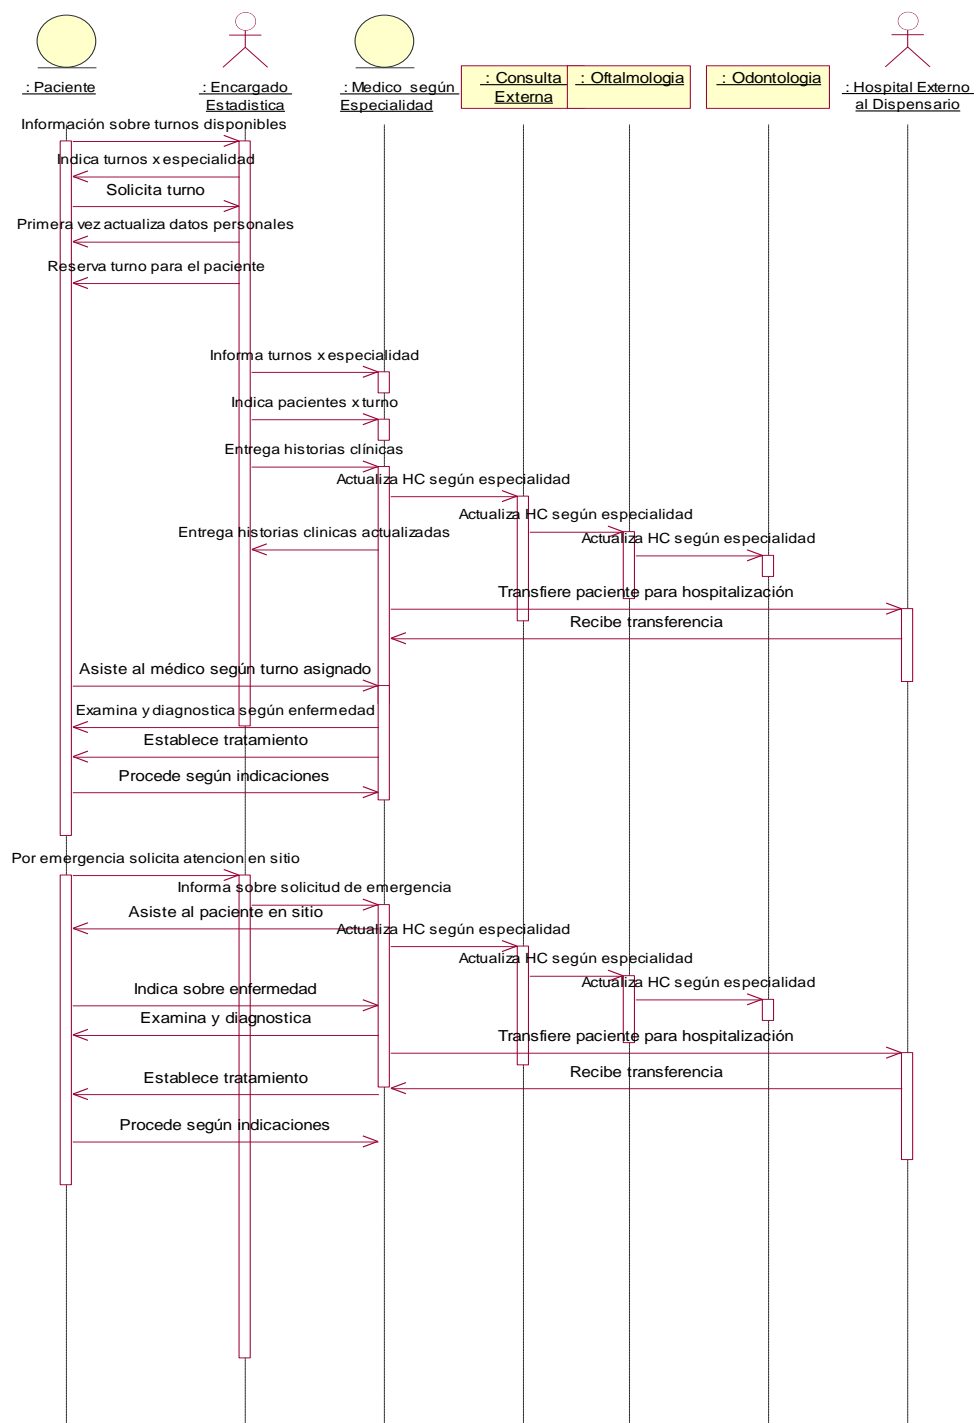 : Paciente
: Encargado
Estadistica
: Medico según
Especialidad
: Consulta
Externa
: Oftalmologia
: Odontologia
: Hospital Externo
al Dispensario
Información sobre turnos disponibles
Indica turnos x especialidad
Solicita turno
Primera vez actualiza datos personales
Reserva turno para el paciente
Informa turnos x especialidad
Indica pacientes x turno
Entrega historias clínicas
Actualiza HC según especialidad
Actualiza HC según especialidad
Entrega historias clinicas actualizadas
Actualiza HC según especialidad
Transfiere paciente para hospitalización
Recibe transferencia
Asiste al médico según turno asignado
Examina y diagnostica según enfermedad
Establece tratamiento
Procede según indicaciones
Por emergencia solicita atencion en sitio
Informa sobre solicitud de emergencia
Asiste al paciente en sitio
Actualiza HC según especialidad
Actualiza HC según especialidad
Actualiza HC según especialidad
Indica sobre enfermedad
Examina y diagnostica
Transfiere paciente para hospitalización
Recibe transferencia
Establece tratamiento
Procede según indicaciones